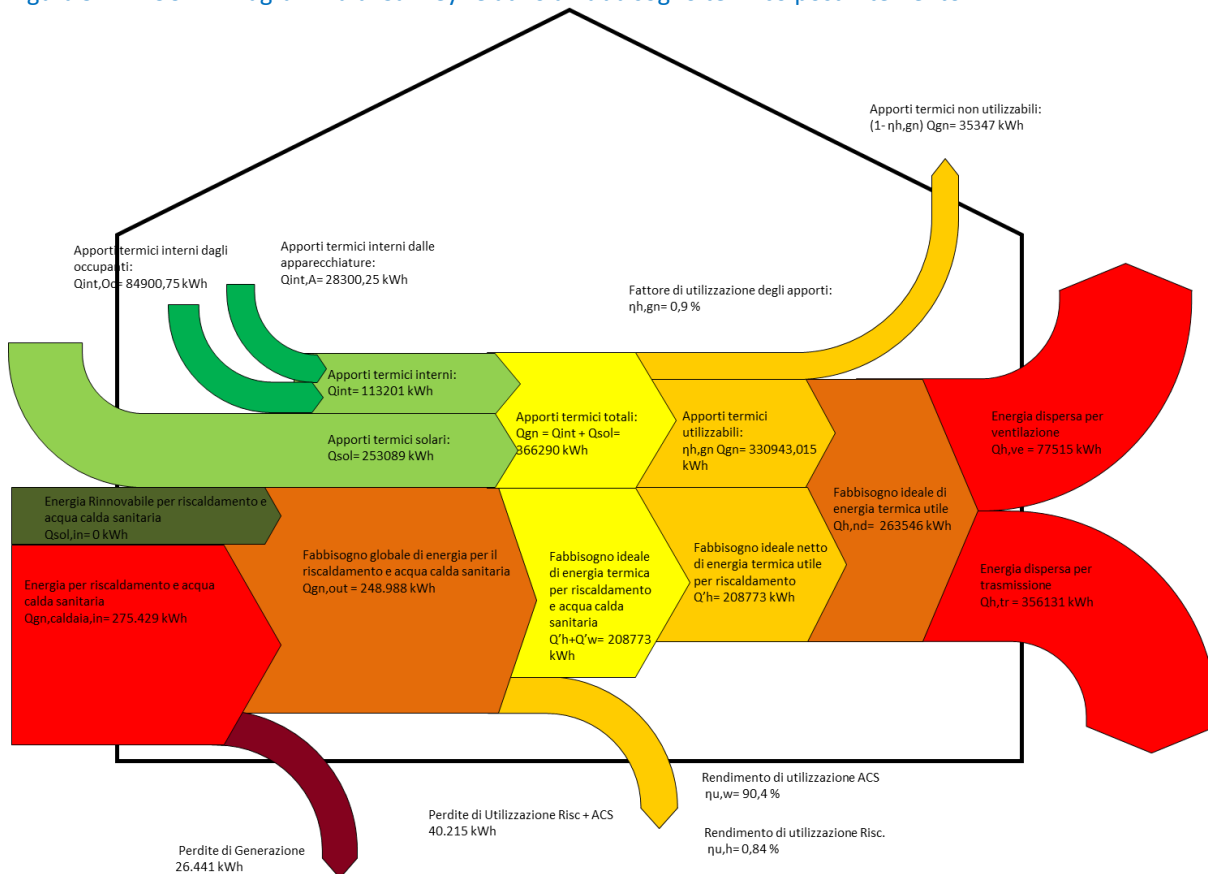 Apporti termici non utilizzabili:
(1- ηh,gn) Qgn= 35347 kWh
Apporti termici interni dagli
occupanti:
Qint,Oc= 84900,75 kWh
Apporti termici interni dalle
apparecchiature:
Qint,A= 28300,25 kWh
Fattore di utilizzazione degli apporti:
ηh,gn= 0,9 %
Apporti termici interni:
Qint= 113201 kWh
Apporti termici solari:
Qsol= 253089 kWh
Apporti termici totali:
Qgn = Qint + Qsol=
366290 kWh
Apporti termici
utilizzabili:
ηh,gn Qgn= 330943,015
kWh
Energia dispersa per
ventilazione
Qh,ve = 77515 kWh
Energia Rinnovabile per riscaldamento e
acqua calda sanitaria
Qsol,in= 0 kWh
Fabbisogno ideale di
energia termica utile
Qh,nd= 263546 kWh
Energia per riscaldamento e acqua
calda sanitaria
Qgn,caldaia,in= 275.429 kWh
Fabbisogno globale di energia per il
riscaldamento e acqua calda sanitaria
Qgn,out = 248.988 kWh
Fabbisogno ideale
di energia termica
per riscaldamento
e acqua calda
sanitaria
Q'h+Q'w= 208773
kWh
Fabbisogno ideale netto
di energia termica utile
per riscaldamento
Q'h= 208773 kWh
Energia dispersa per
trasmissione
Qh,tr = 356131 kWh
Rendimento di utilizzazione ACS
ηu,w= 90,4 %
Perdite di Utilizzazione Risc + ACS
40.215 kWh
Rendimento di utilizzazione Risc.
ηu,h= 0,84 %
Perdite di Generazione
26.441 kWh